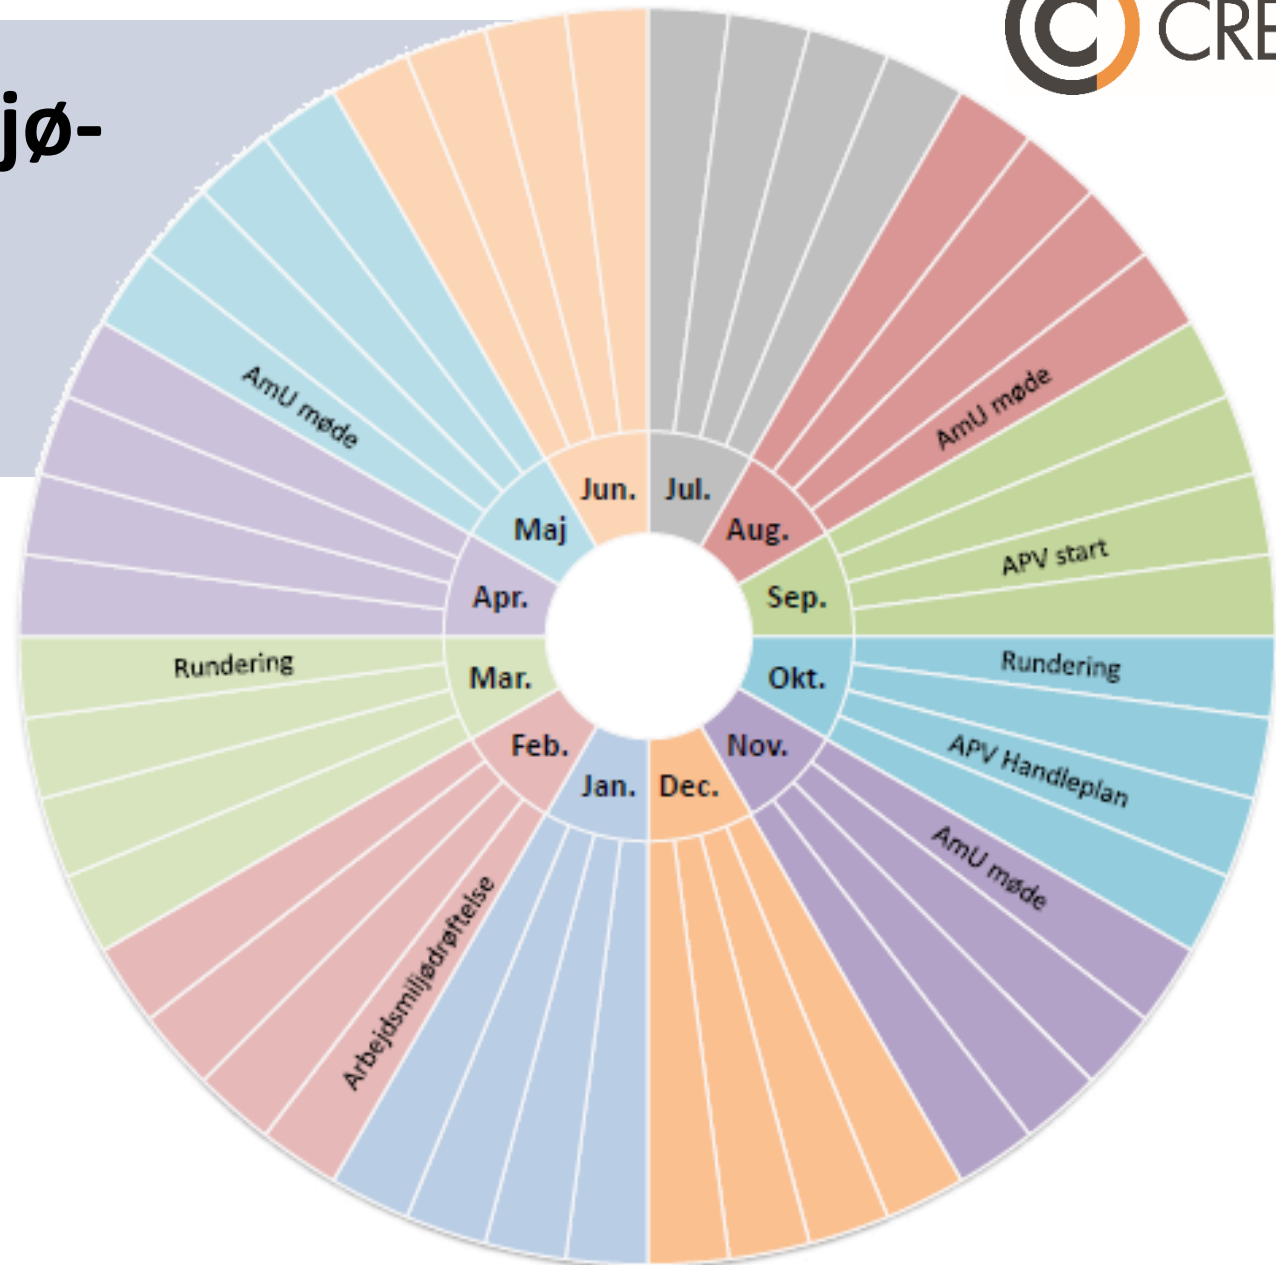 CRE
jø-
Jul.
Aug.
AmU møde
Sep.
APV start
Okt.
Rundering
APV Handleplan
Nov.
AmU møde
Dec.
Jan.
Feb.
Arbejdsmiljødrøftelse
Mar.
Rundering
Apr.
Maj
AmU møde
Jun.